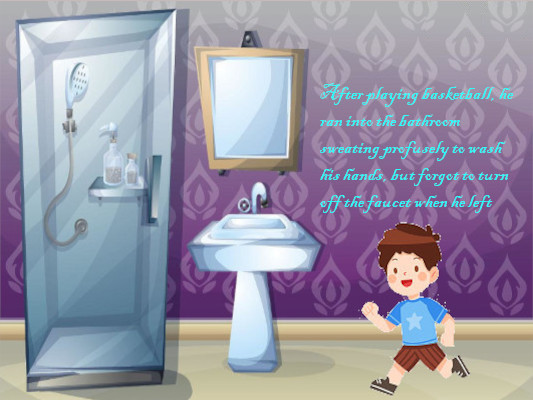 After playing basketball, he
ran into the bathroom
sweating profusely to wash
his hands, but forgot to turn
off the faucet when he left